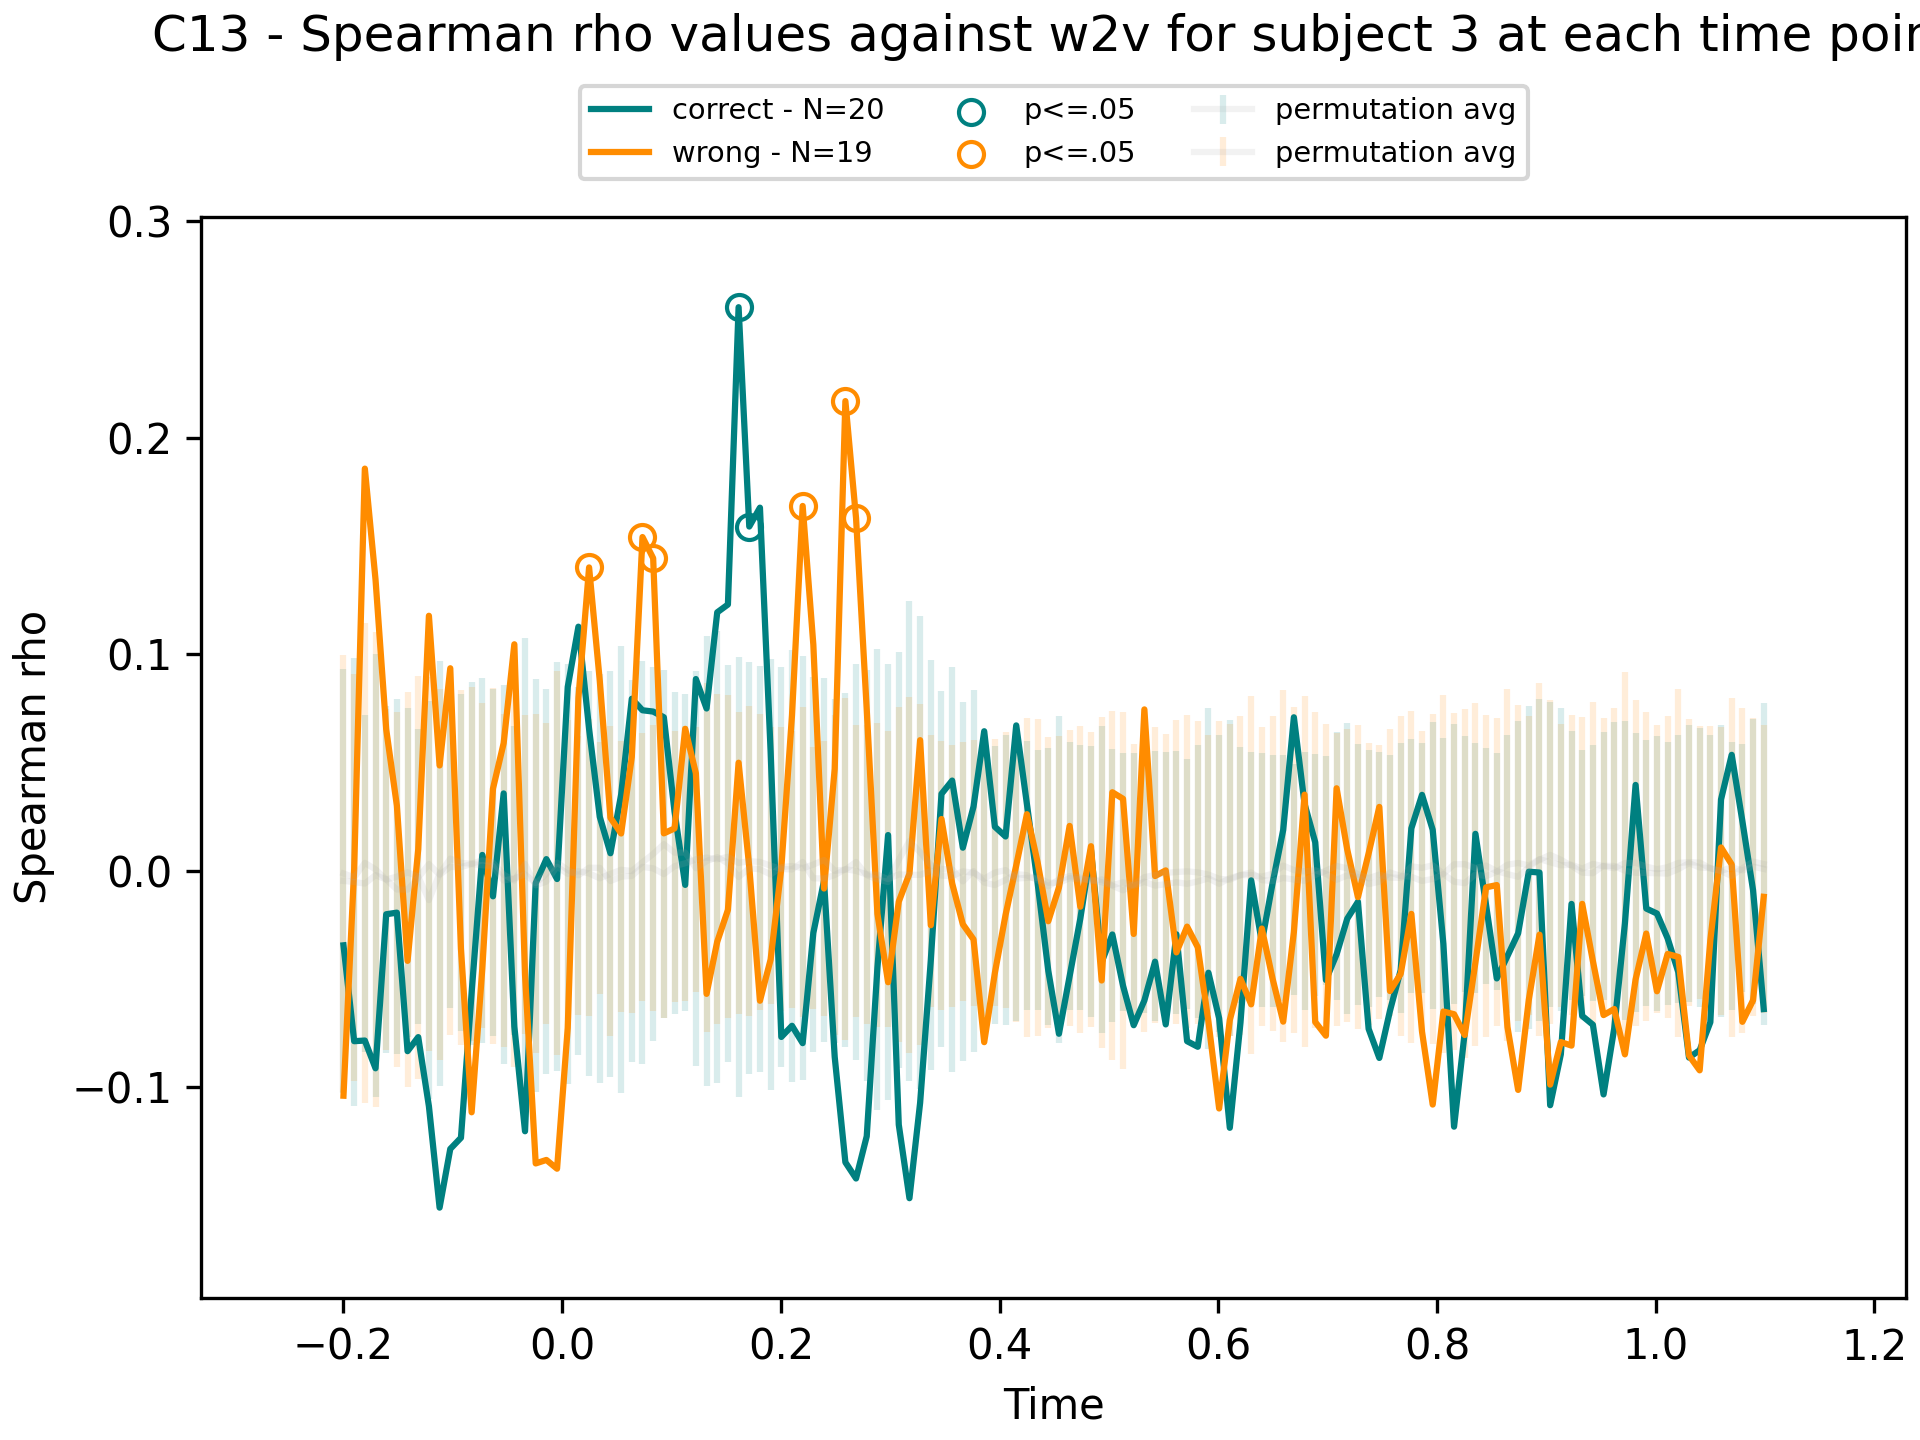 C13 - Spearman rho values against w2v for subject 3 at each time poin
correct - N=20
wrong - N=19
p<=.05
p<=.05
permutation avg
permutation avg
0.3
0.2
0.1
0.0
−0.1
Spearman rho
−0.2
0.0
0.2
0.4
0.6
0.8
1.0
1.2
Time